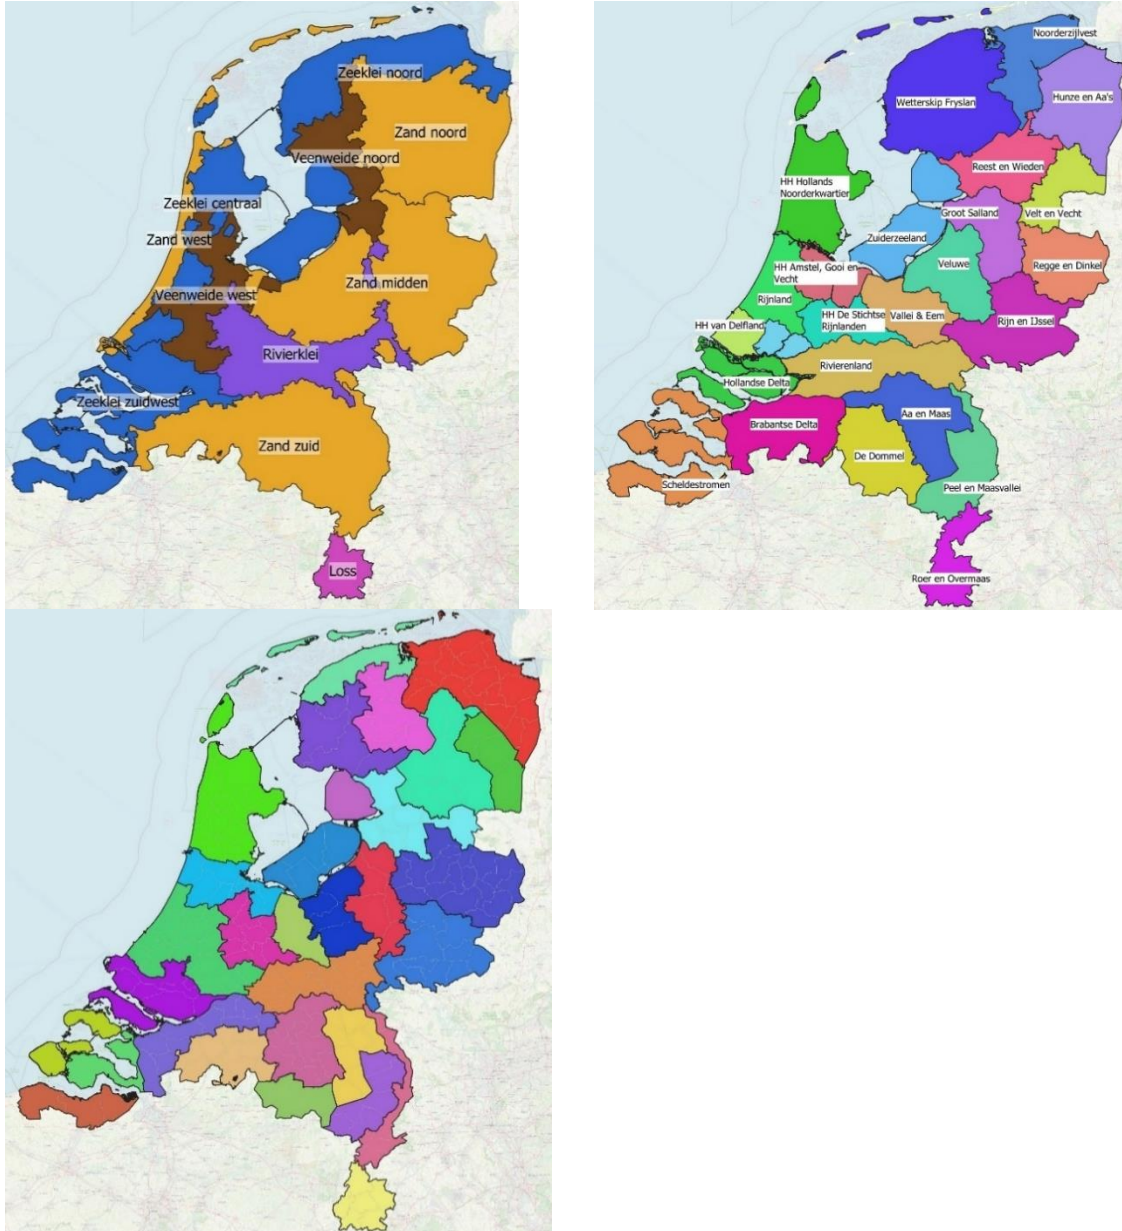 Zeeklei noord
Zand noord
Veenweide noord
Zeeklei centraal
Zand west
Zand midden
Veenweide west
Rivierklei
Zeeklei zuidwest
Zand zuid
Loss
Noorderzijlvest
Hunze en Aa's
Wetterskip Fryslan
Reest en Wieden
HH Hollands
Noorderkwartier
Groot Salland
Velt en Vecht
Zuiderzeeland
HH Amstel, Gooi en
Vecht
Veluwe
Regge en Dinkel
Rijnland
HH De Stichtse
Rijnlanden
Vallei & Eem
Rijn en IJssel
HH van Delfland
Rivierenland
Hollandse Delta
Aa en Maas
Brabantse Delta
De Dommel
Scheldestromen
Peel en Maasvallei
Roer en Overmaas